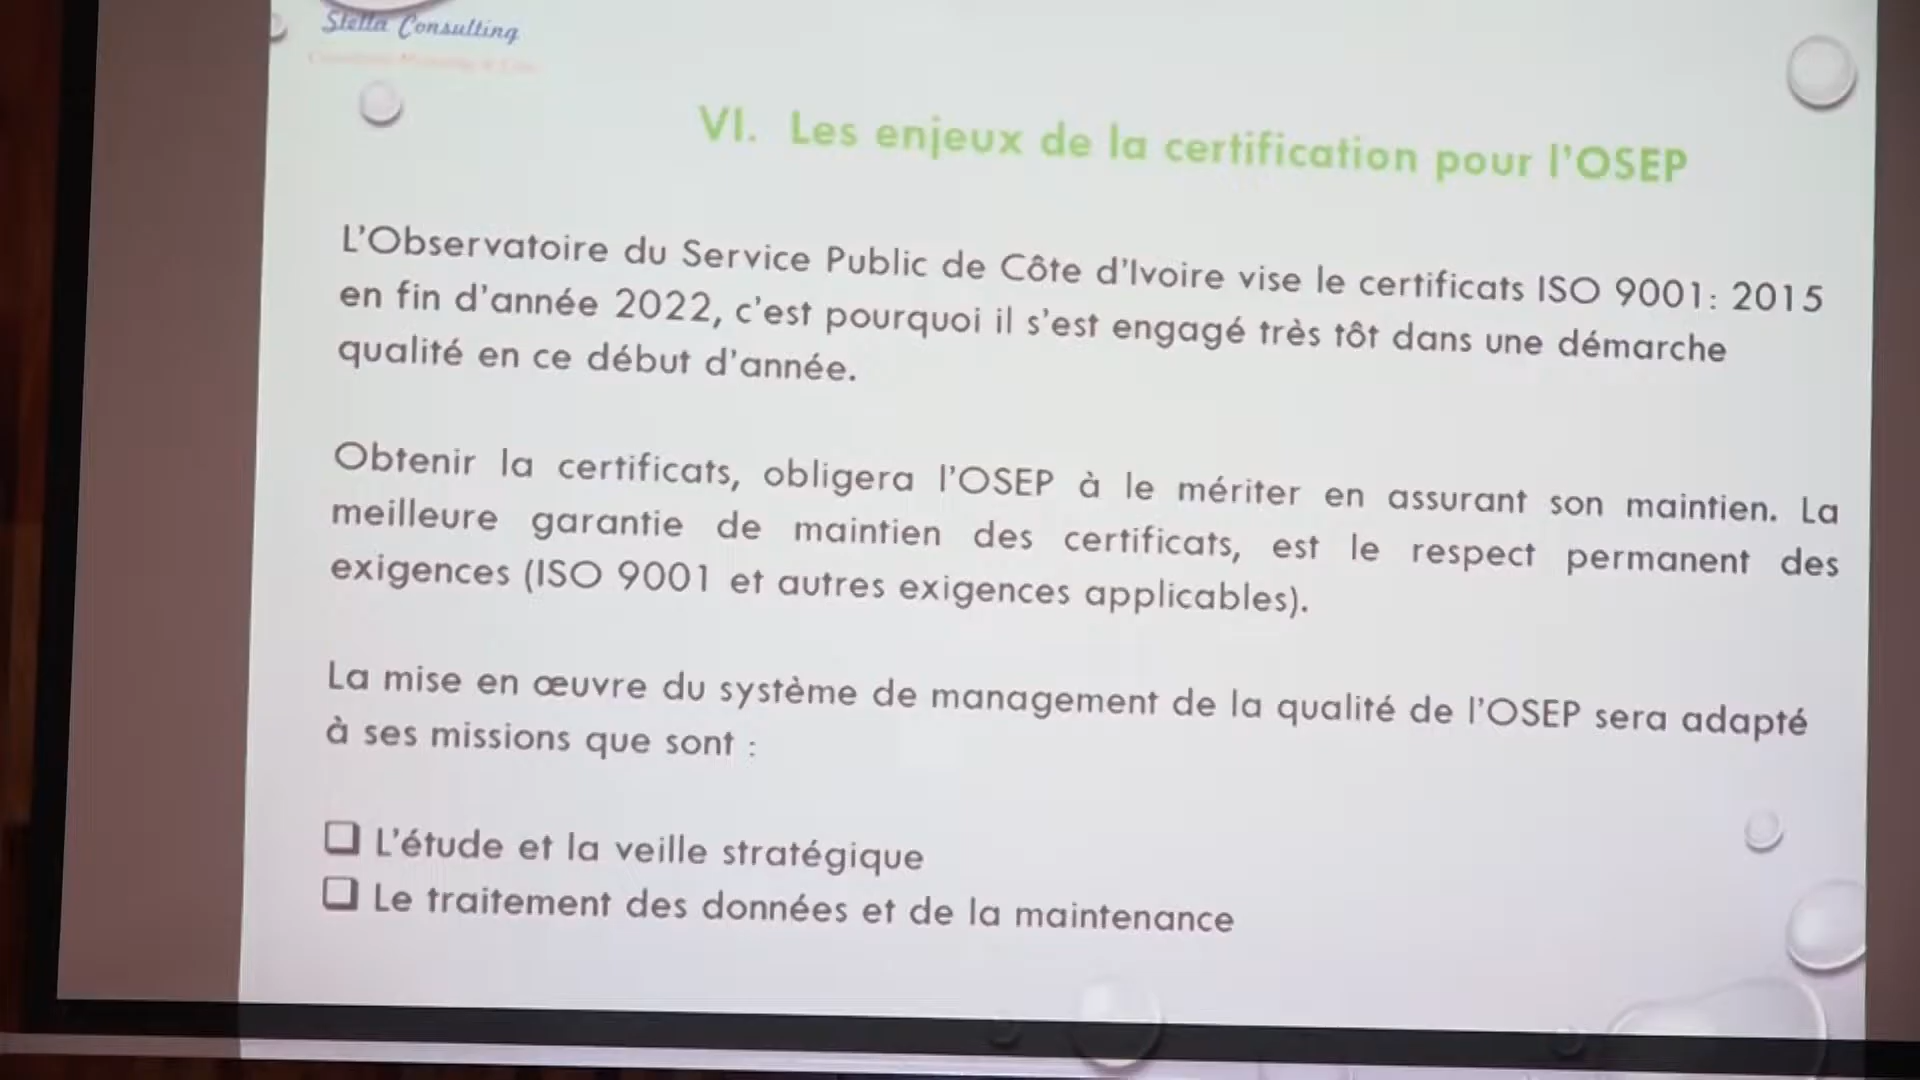 Stella Consulting
VI. Les enjeux de la certification pour l'OSEP
L'Observatoire du Service Public de Côte d'Ivoire vise le certificats ISO 9001: 2015
en fin d'année 2022, c'est pourquoi il s'est engagé très tôt dans une démarche
qualité en ce début d'année.
Obtenir la certificats, obligera l'OSEP à le mériter en assurant son maintien. La
meilleure garantie de maintien des certificats, est le respect permanent des
exigences (ISO 9001 et autres exigences applicables).
La mise en œuvre du système de management de la qualité de l'OSEP sera adapté
à ses missions que sont :
❑ L'étude et la veille stratégique
❑ Le traitement des données et de la maintenance